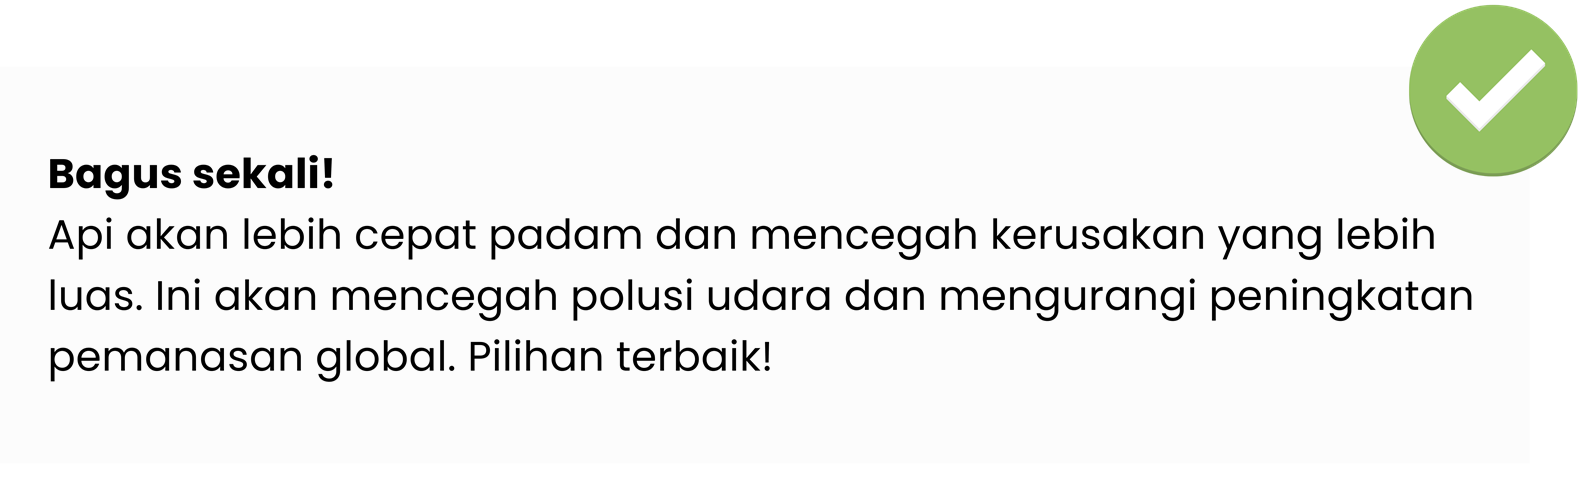 Bagus sekali!
Api akan lebih cepat padam dan mencegah kerusakan yang lebih
luas. Ini akan mencegah polusi udara dan mengurangi peningkatan
pemanasan global. Pilihan terbaik!